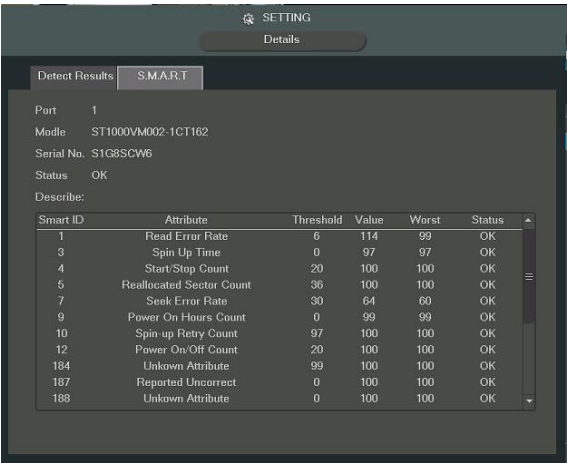 SETTING
Details
Detect Results S.M.A.R.T
Port 1
Modle ST1000VM002-1CT162
Serial No. S1G8SCW6
Status OK
Describe:
Smart ID Attribute Threshold Value Worst Status
1 Read Error Rate 6 114 99 OK
3 Spin Up Time 0 97 97 OK
4 Start/Stop Count 20 100 100 OK
5 Reallocated Sector Count 36 100 100 OK
7 Seek Error Rate 30 64 60 OK
9 Power On Hours Count 0 99 99 OK
10 Spin-up Retry Count 97 100 100 OK
12 Power On/Off Count 20 100 100 OK
184 Unkown Attribute 99 100 100 OK
187 Reported Uncorrect 0 100 100 OK
188 Unkown Attribute 0 100 100 OK